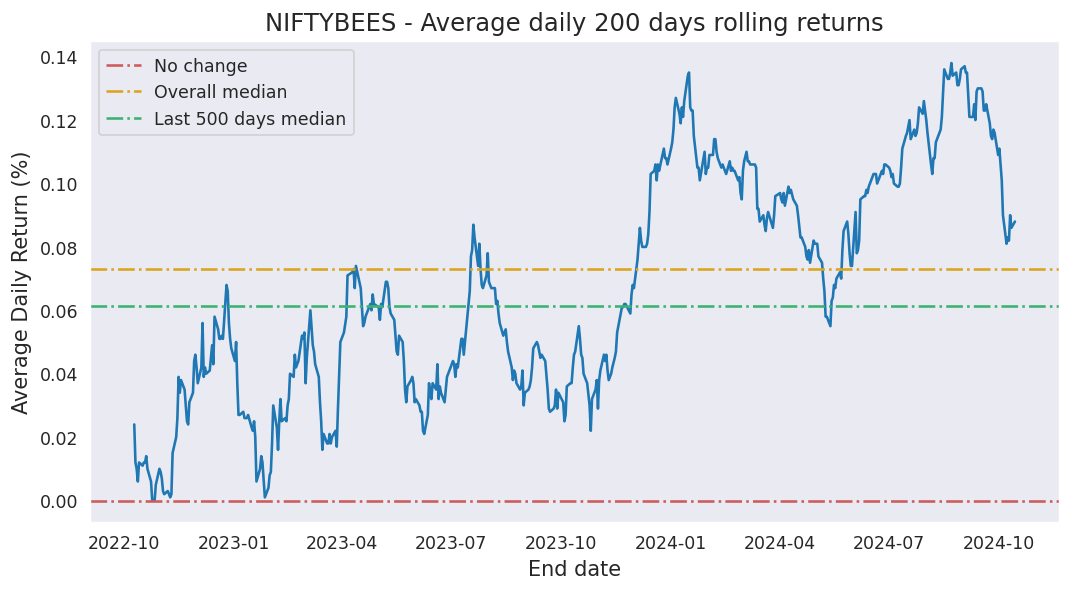 NIFTYBEES - Average daily 200 days rolling returns
No change
Overall median
Last 500 days median
Average Daily Return (%)
0.14
0.12
0.10
0.08
0.06
0.04
0.02
0.00
2022-10 2023-01 2023-04 2023-07 2023-10 2024-01 2024-04 2024-07 2024-10
End date